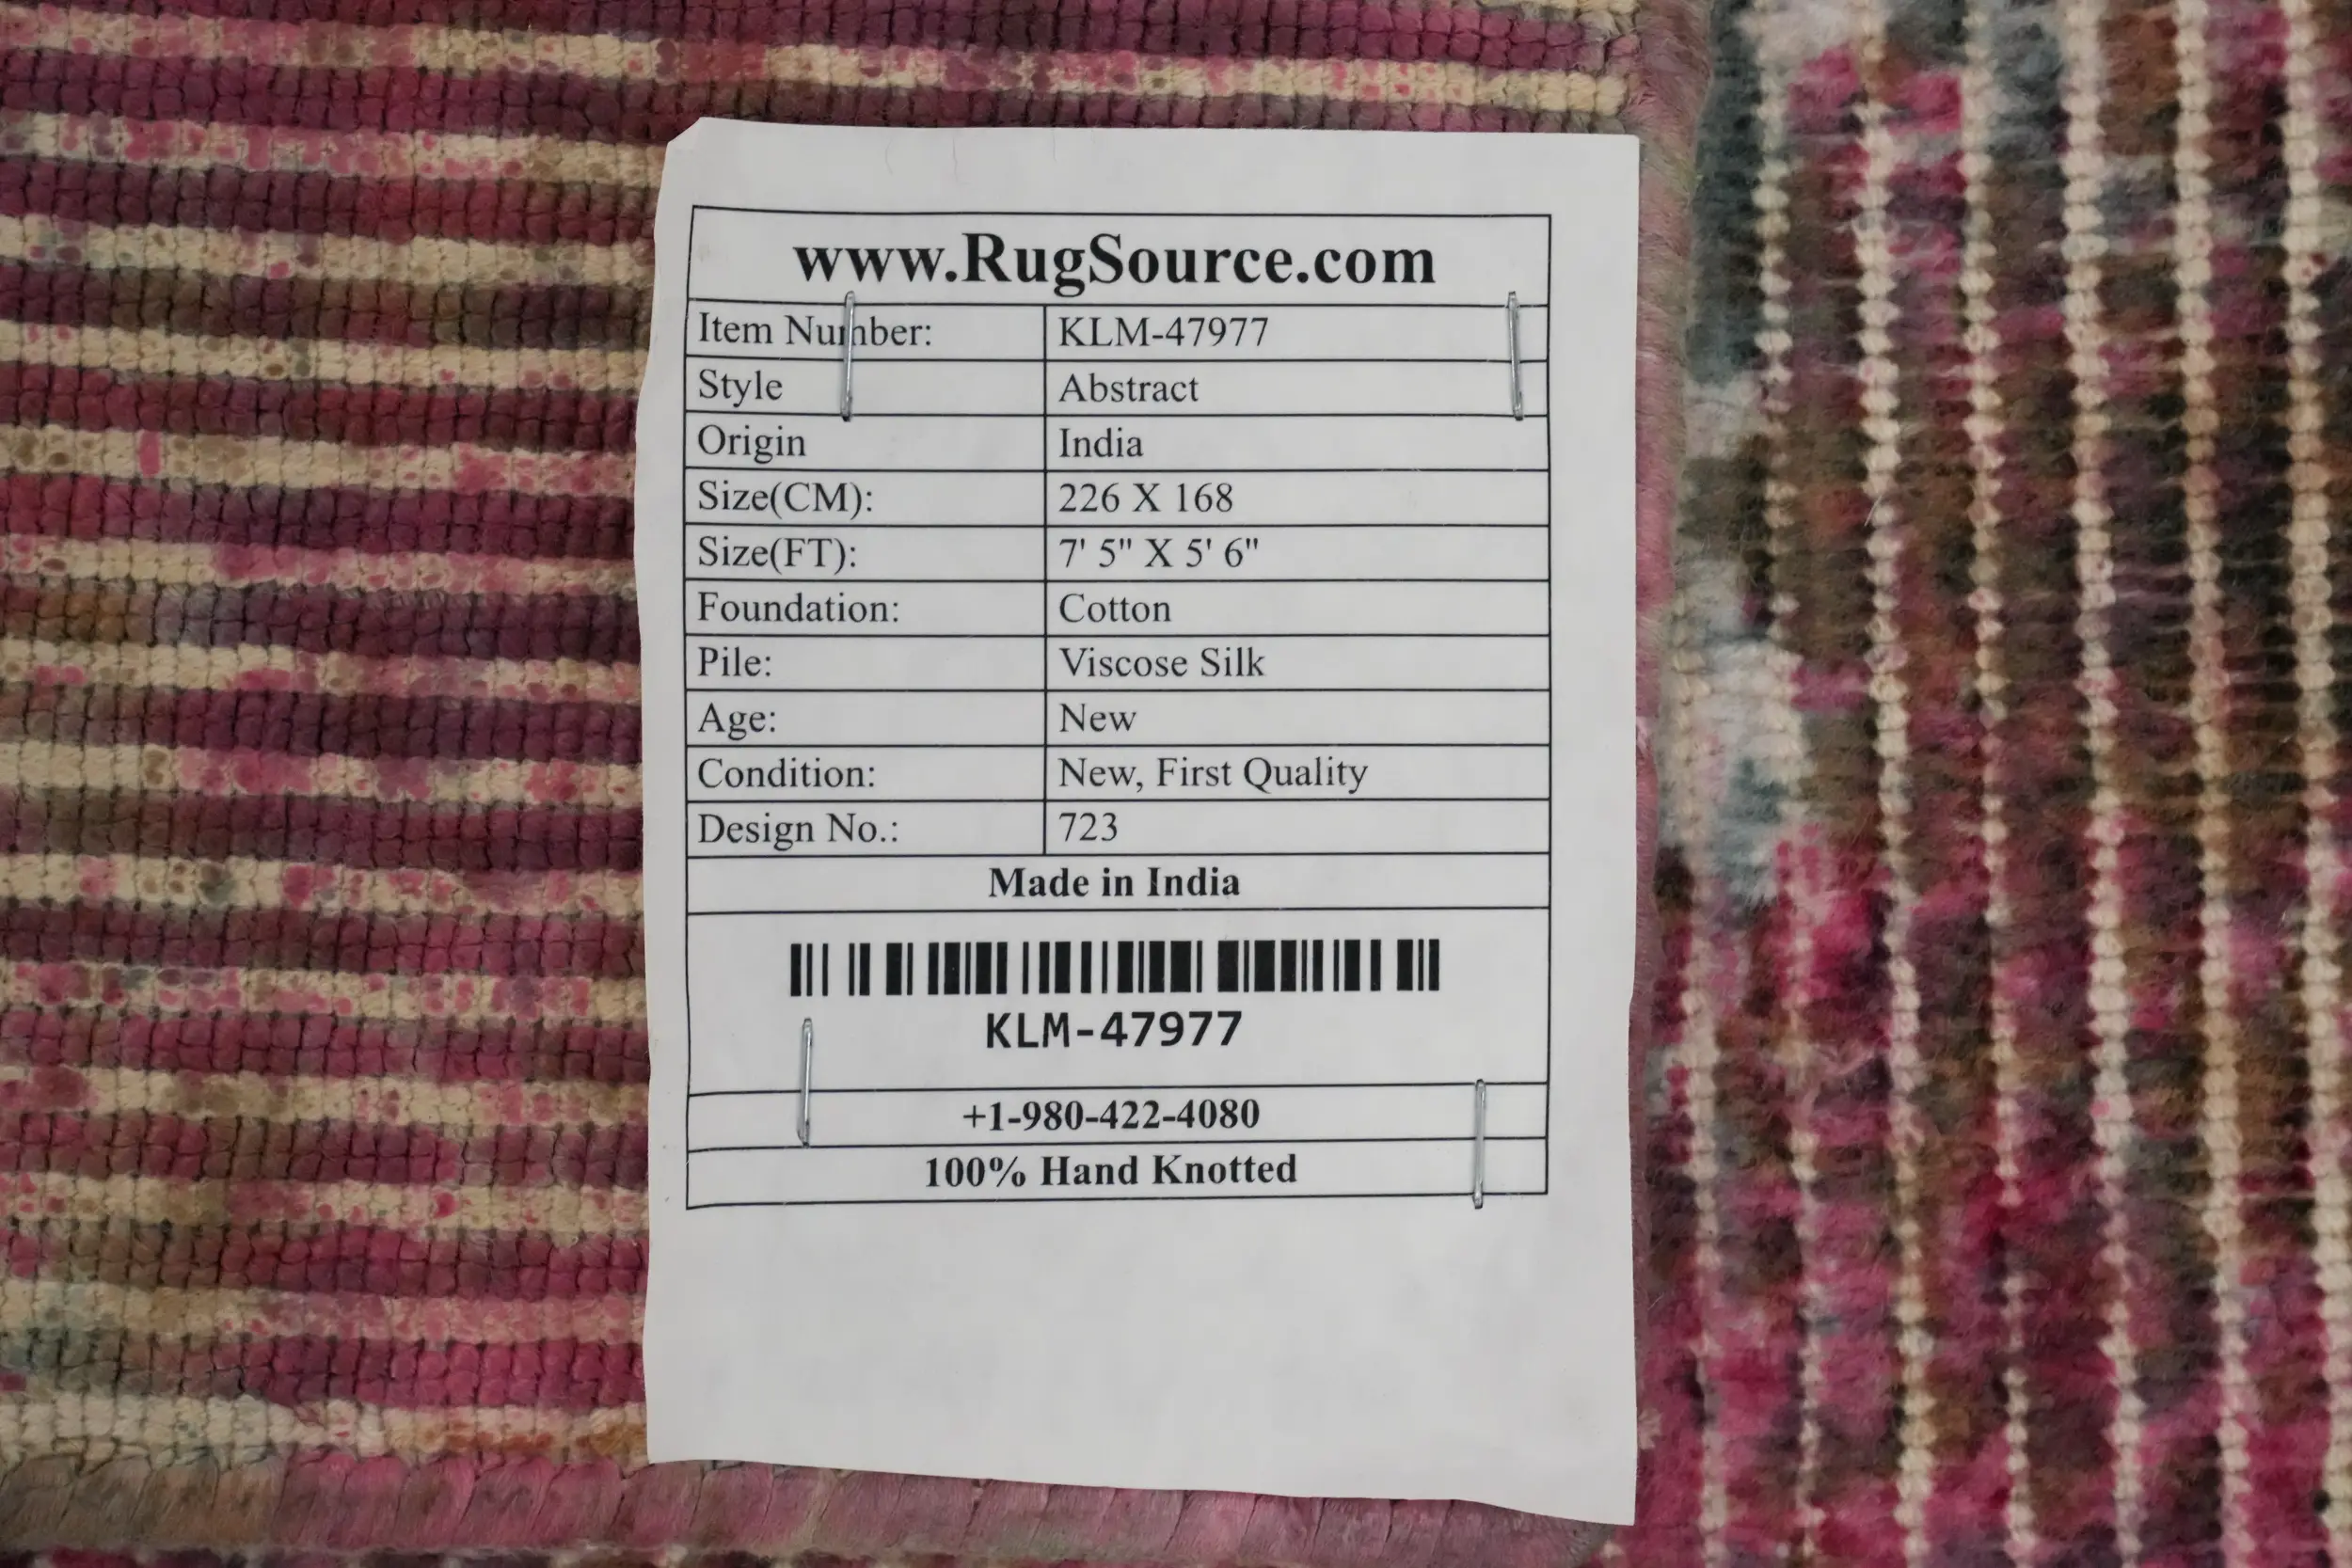 www.RugSource.com
Item Number: KLM-47977
Style Abstract
Origin India
Size(CM): 226 X 168
Size(FT): 7' 5" X 5' 6"
Foundation: Cotton
Pile: Viscose Silk
Age: New
Condition: New, First Quality
Design No.: 723
Made in India
KLM-47977
+1-980-422-4080
100% Hand Knotted